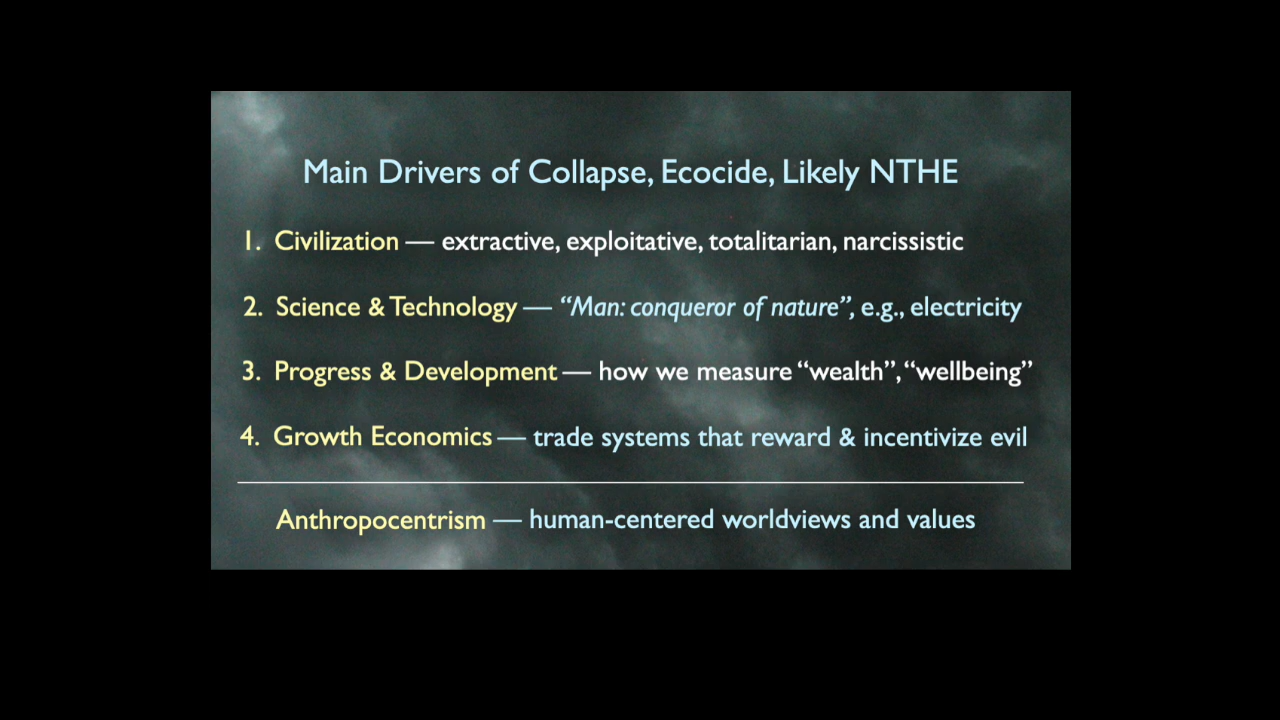 Main Drivers of Collapse, Ecocide, Likely NTHE
1. Civilization — extractive, exploitative, totalitarian, narcissistic
2. Science & Technology — “Man: conqueror of nature”, e.g., electricity
3. Progress & Development — how we measure “wealth”, “wellbeing”
4. Growth Economics — trade systems that reward & incentivize evil
Anthropocentrism — human-centered worldviews and values